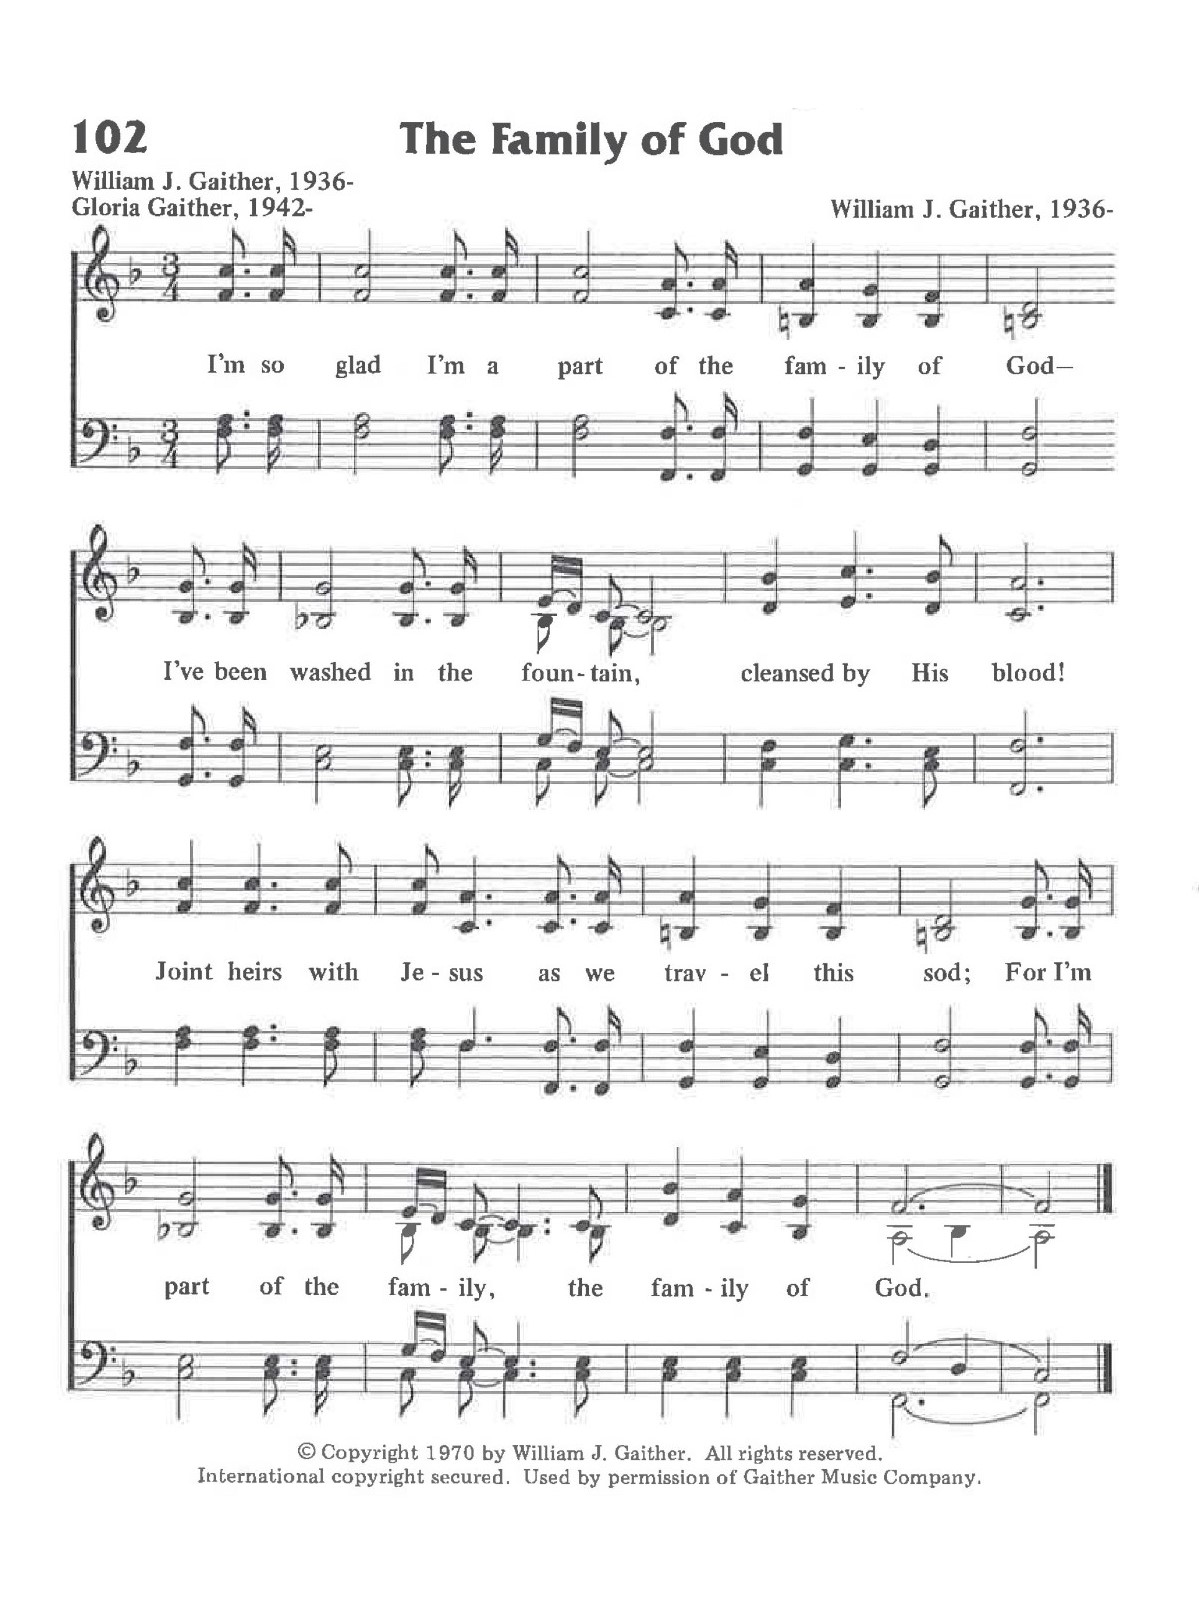 102
The Family of God
William J. Gaither, 1936-
Gloria Gaither, 1942-
William J. Gaither, 1936-
I'm so glad I'm a part of the fam - ily of God—
I've been washed in the foun - tain, cleansed by His blood!
Joint heirs with Je - sus as we trav - el this sod; For I'm
part of the fam - ily, the fam - ily of God.
© Copyright 1970 by William J. Gaither. All rights reserved.
International copyright secured. Used by permission of Gaither Music Company.